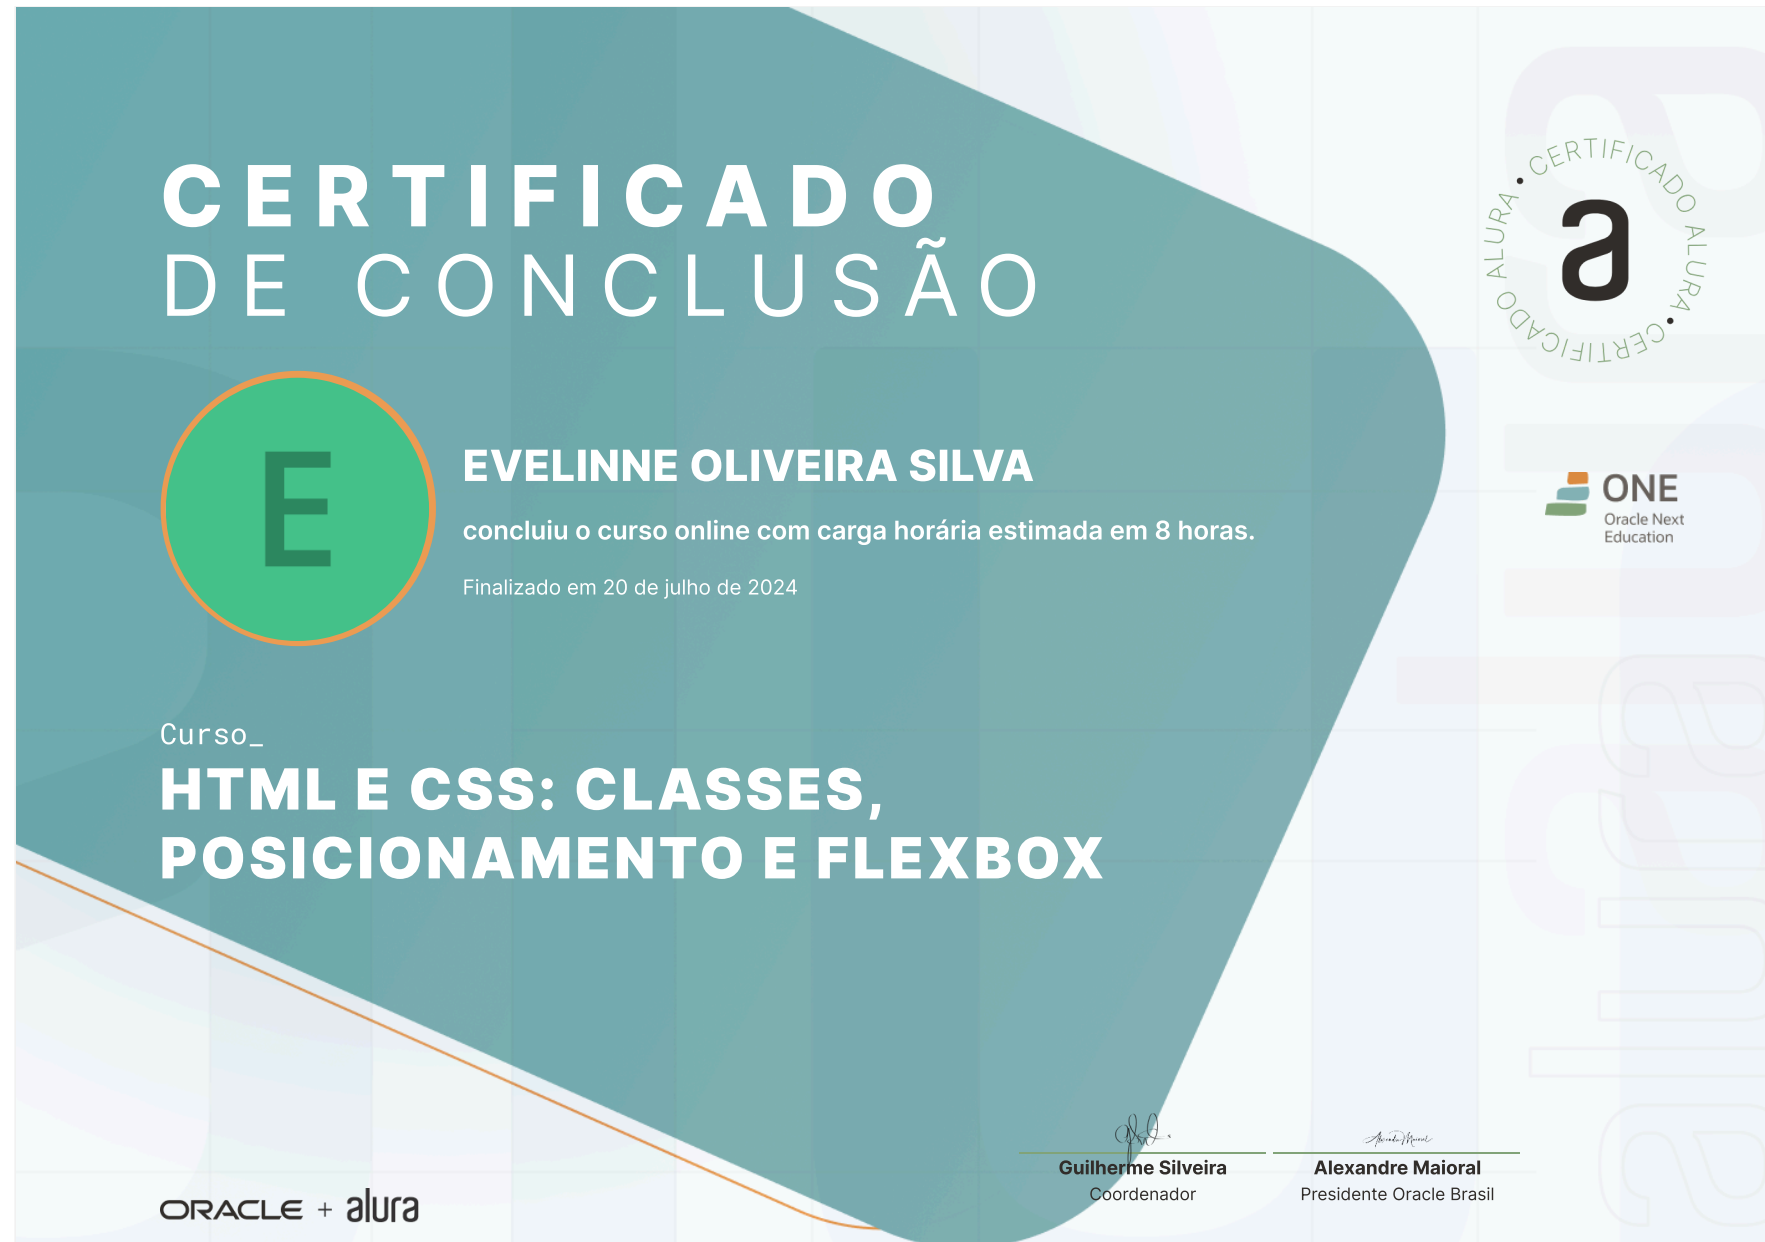 CERTIFICADO
DE CONCLUSÃO
CERTIFICADO ALURA • CERTIFICADO ALURA •
a
E
EVELINNE OLIVEIRA SILVA
concluiu o curso online com carga horária estimada em 8 horas.
Finalizado em 20 de julho de 2024
ONE
Oracle Next
Education
Curso_
HTML E CSS: CLASSES,
POSICIONAMENTO E FLEXBOX
alura
alura
Guilherme Silveira
Coordenador
Alexandre Maioral
Presidente Oracle Brasil
ORACLE + alura